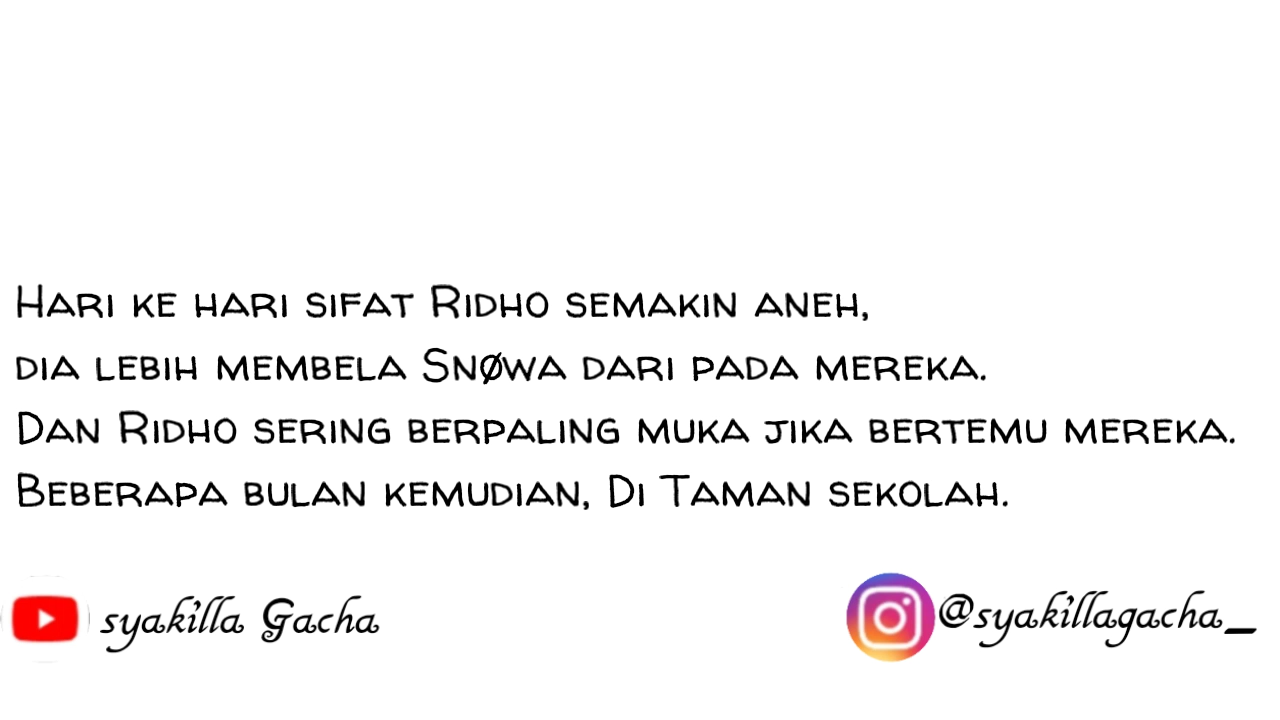 Hari ke hari sifat Ridho semakin aneh,
dia lebih membela Snøwa dari pada mereka.
Dan Ridho sering berpaling muka jika bertemu mereka.
Beberapa bulan kemudian, Di Taman sekolah.
syakilla Gacha
@syakillagacha_